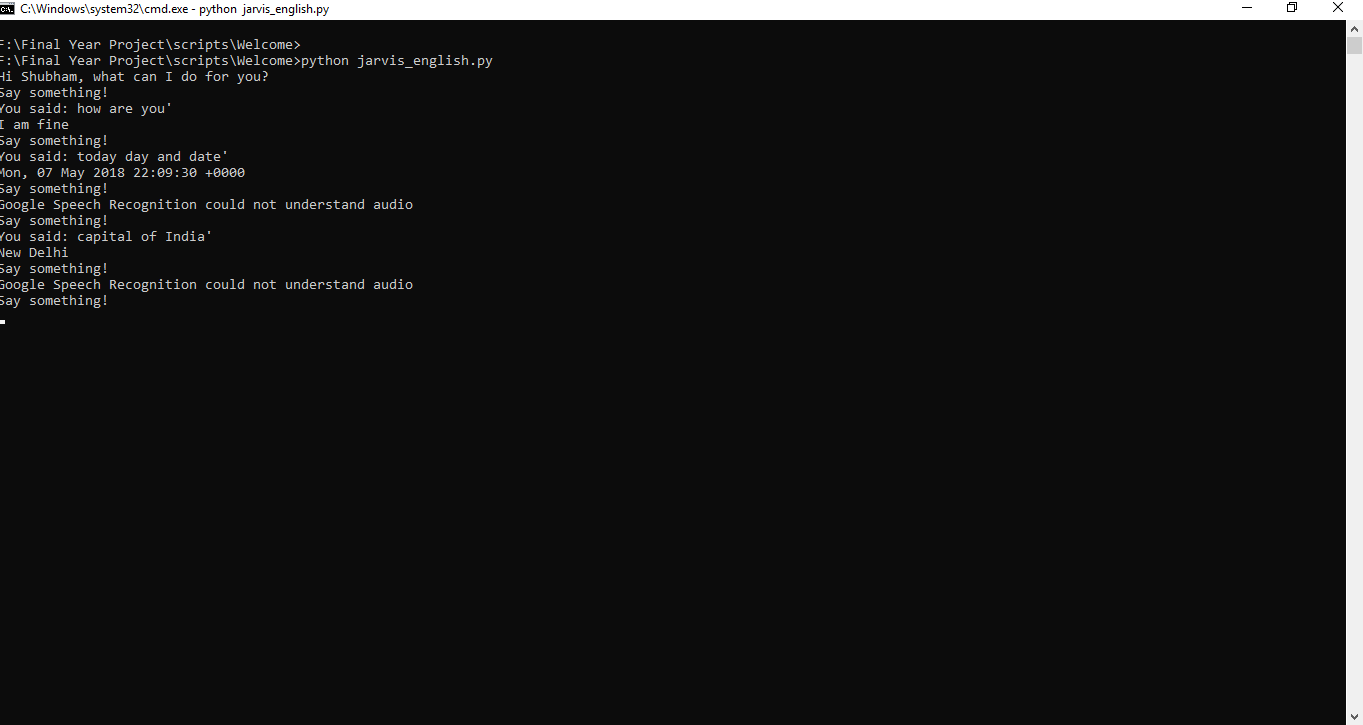 C:\Windows\system32\cmd.exe - python jarvis_english.py
F:\Final Year Project\scripts\Welcome>
F:\Final Year Project\scripts\Welcome>python jarvis_english.py
Hi Shubham, what can I do for you?
Say something!
You said: how are you'
I am fine
Say something!
You said: today day and date'
Mon, 07 May 2018 22:09:30 +0000
Say something!
Google Speech Recognition could not understand audio
Say something!
You said: capital of India'
New Delhi
Say something!
Google Speech Recognition could not understand audio
Say something!